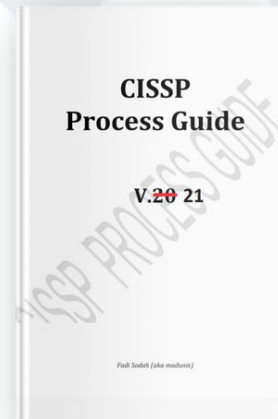 CISSP
Process Guide
V.20 21
CISSP PROCESS GUIDE
Fadi Sodah (aka madunix)